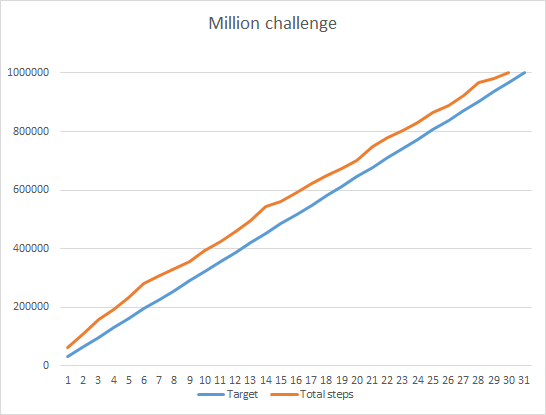 Million challenge
1000000
800000
600000
400000
200000
0
1 2 3 4 5 6 7 8 9 10 11 12 13 14 15 16 17 18 19 20 21 22 23 24 25 26 27 28 29 30 31
Target Total steps